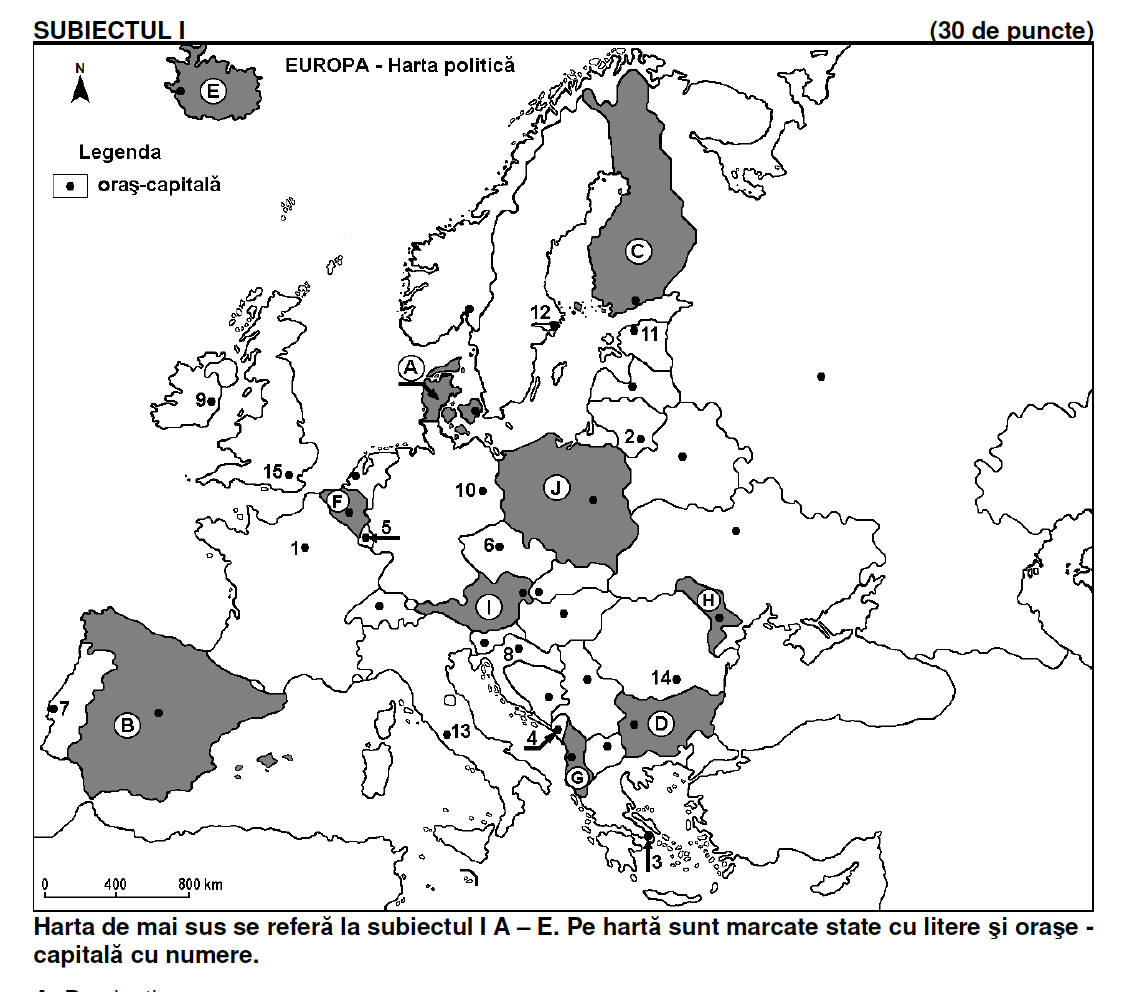 SUBIECTUL I (30 de puncte)
EUROPA - Harta politică
N
E
Legenda
oraş-capitală
C
12
11
A
9
2
15
10
J
F
5
1
6
I
H
8
14
7
B
D
13
4
G
3
0 400 800 km
Harta de mai sus se referă la subiectul I A – E. Pe hartă sunt marcate state cu litere şi oraşe -
capitală cu numere.